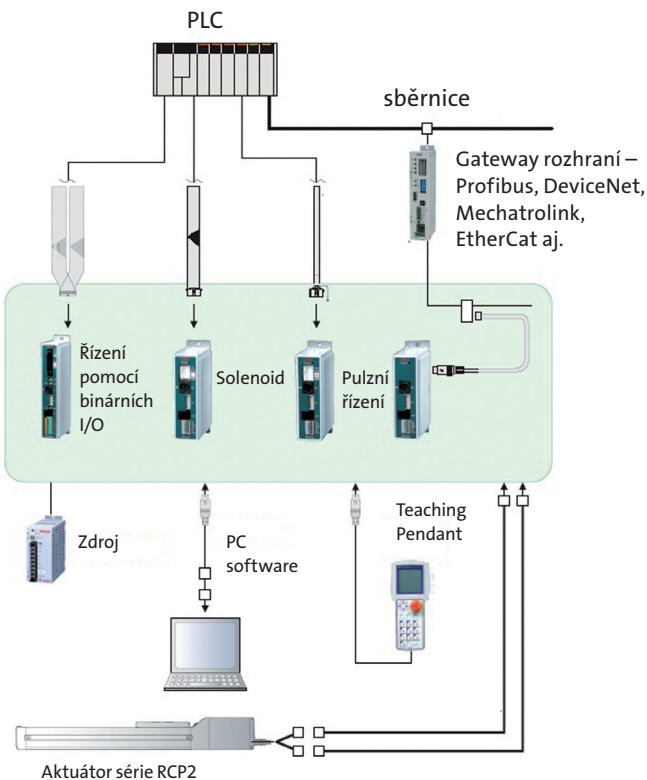 PLC
sběrnice
Gateway rozhraní –
Profibus, DeviceNet,
Mechatrolink,
EtherCat aj.
Řízení
pomocí
binárních
I/O
Solenoid
Pulzní
řízení
Zdroj
PC
software
Teaching
Pendant
Aktuátor série RCP2